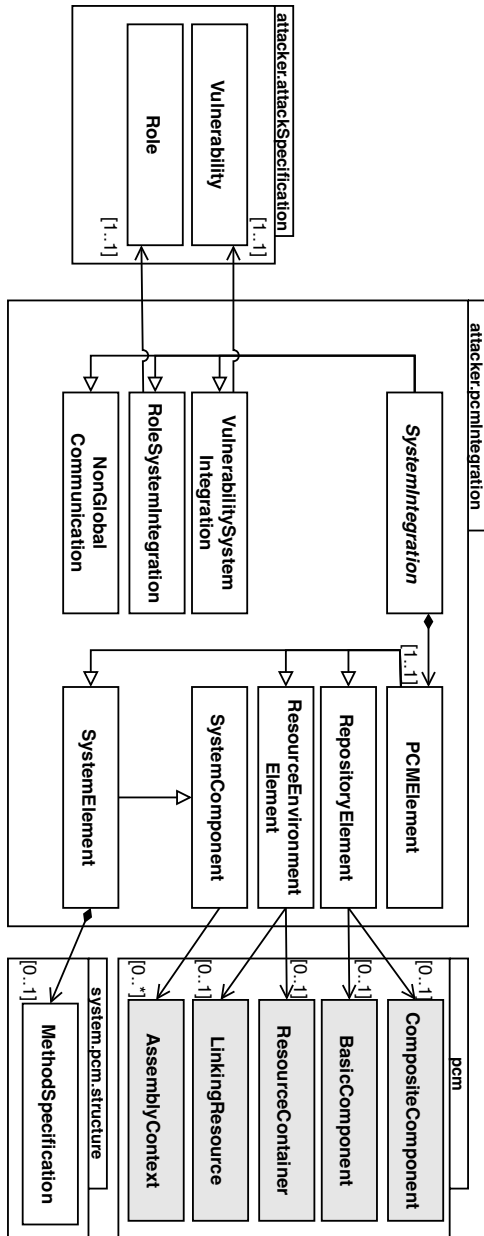 attacker.attackSpecification
Vulnerability
[1..1]
Role
[1..1]
attacker.pcmIntegration
SystemIntegration
VulnerabilitySystem
Integration
RoleSystemIntegration
NonGlobal
Communication
PCMElement
[1..1]
RepositoryElement
ResourceEnvironment
Element
SystemComponent
SystemElement
pcm
CompositeComponent
[0..1]
BasicComponent
[0..1]
ResourceContainer
[0..1]
LinkingResource
[0..1]
AssemblyContext
[0..*]
system.pcm.structure
MethodSpecification
[0..1]